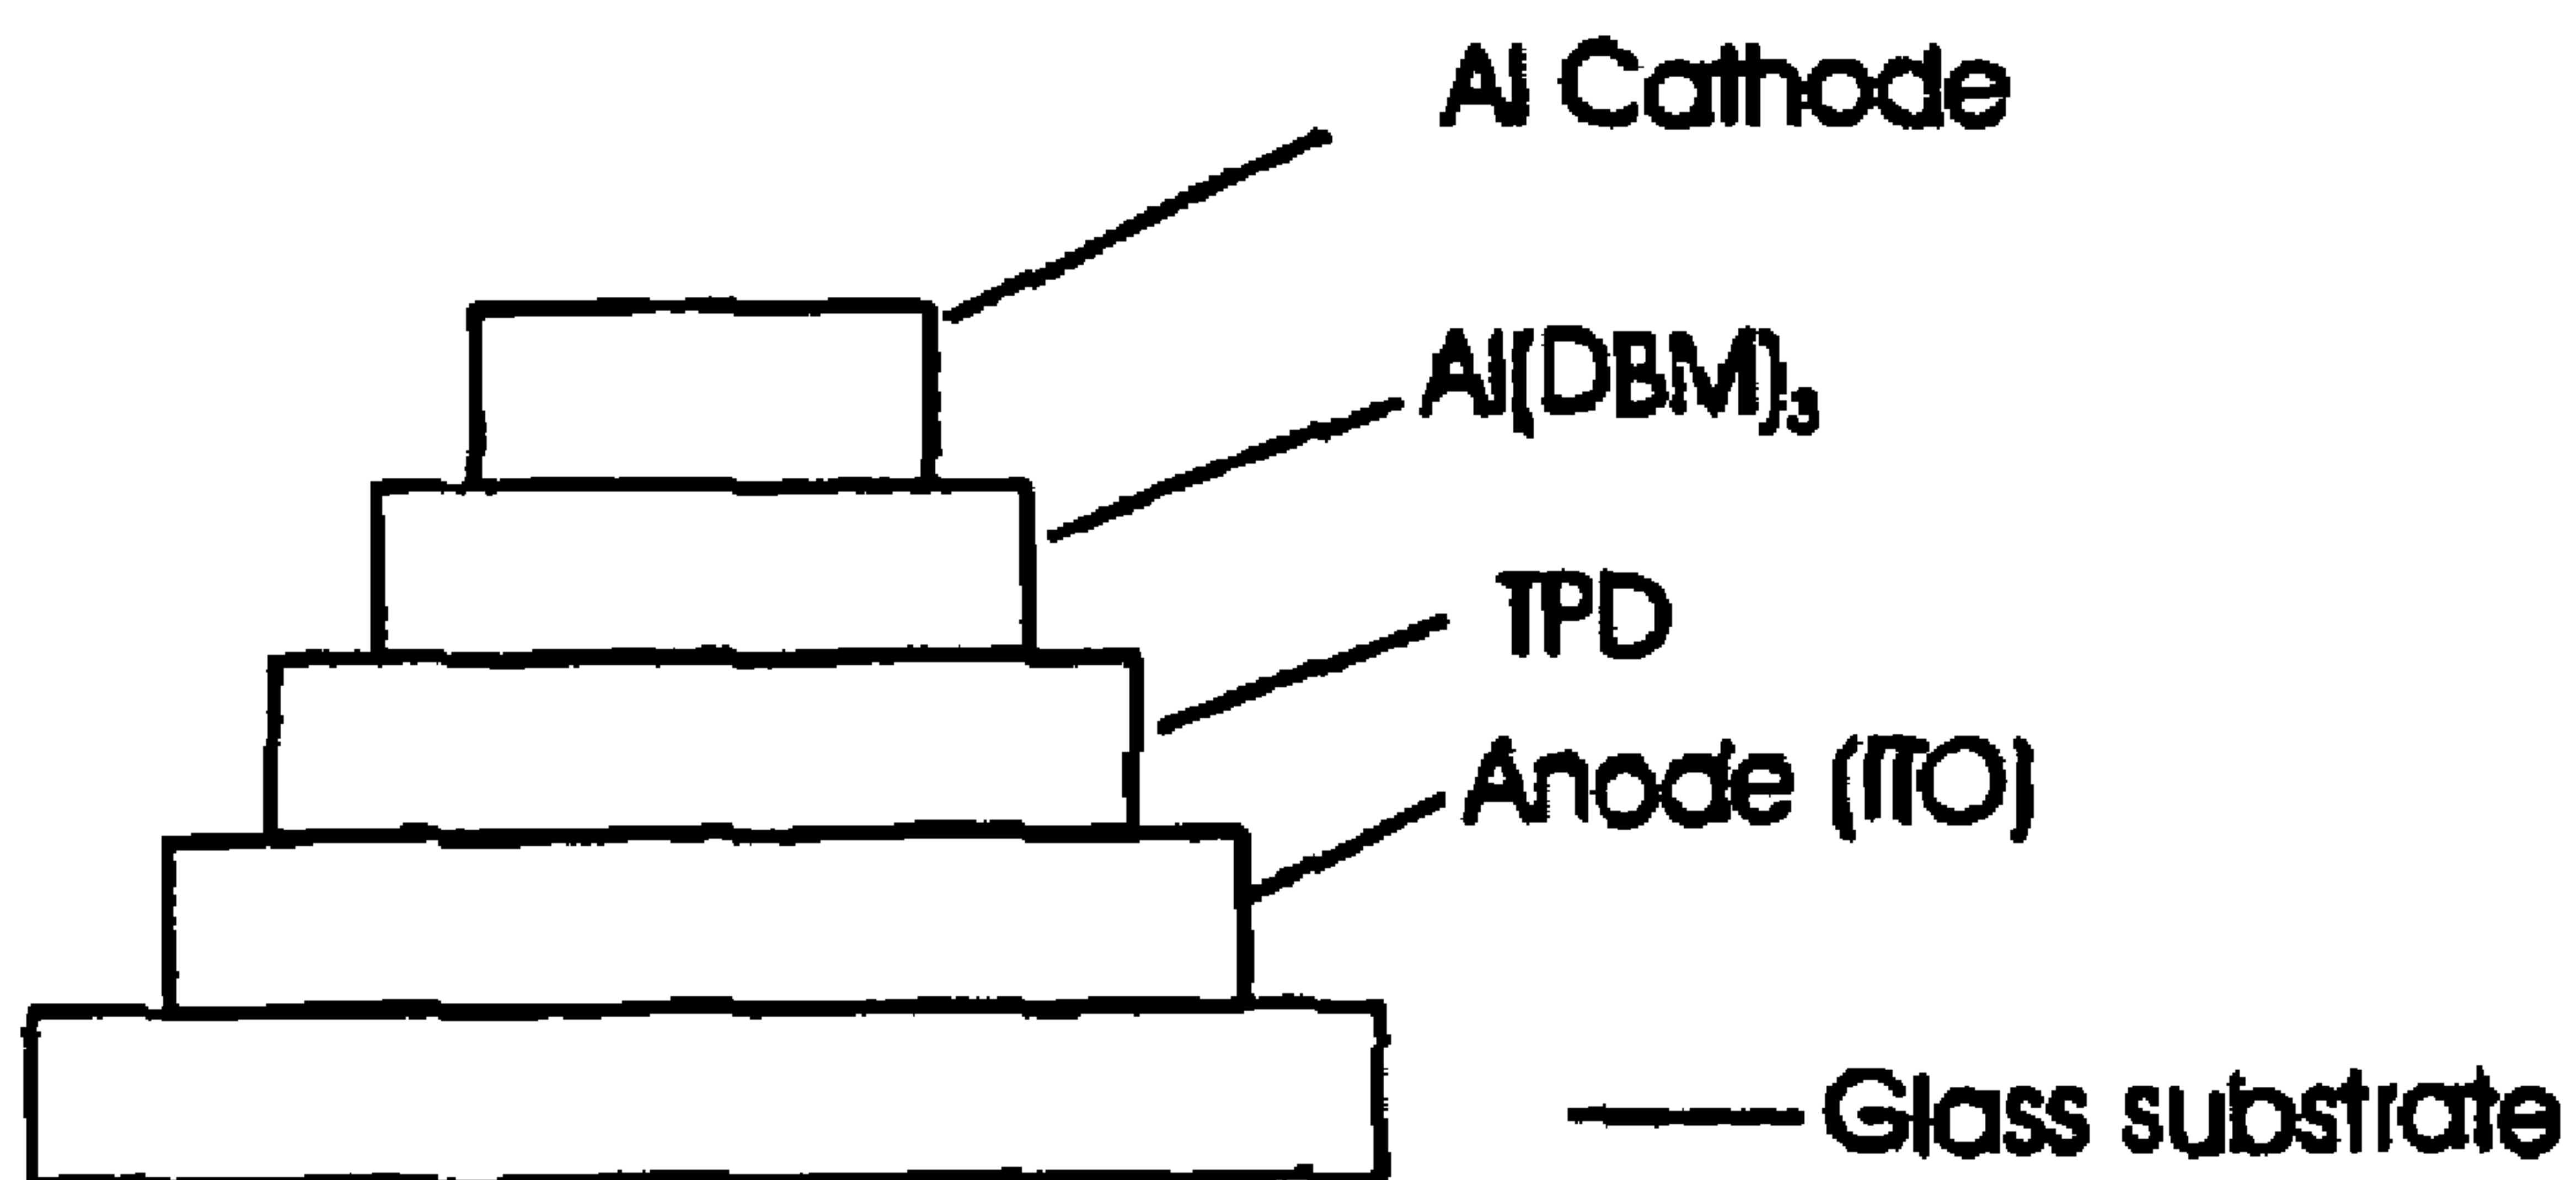 Al Cathode
Al(DBM)₃
TPD
Anode (ITO)
Glass substrate